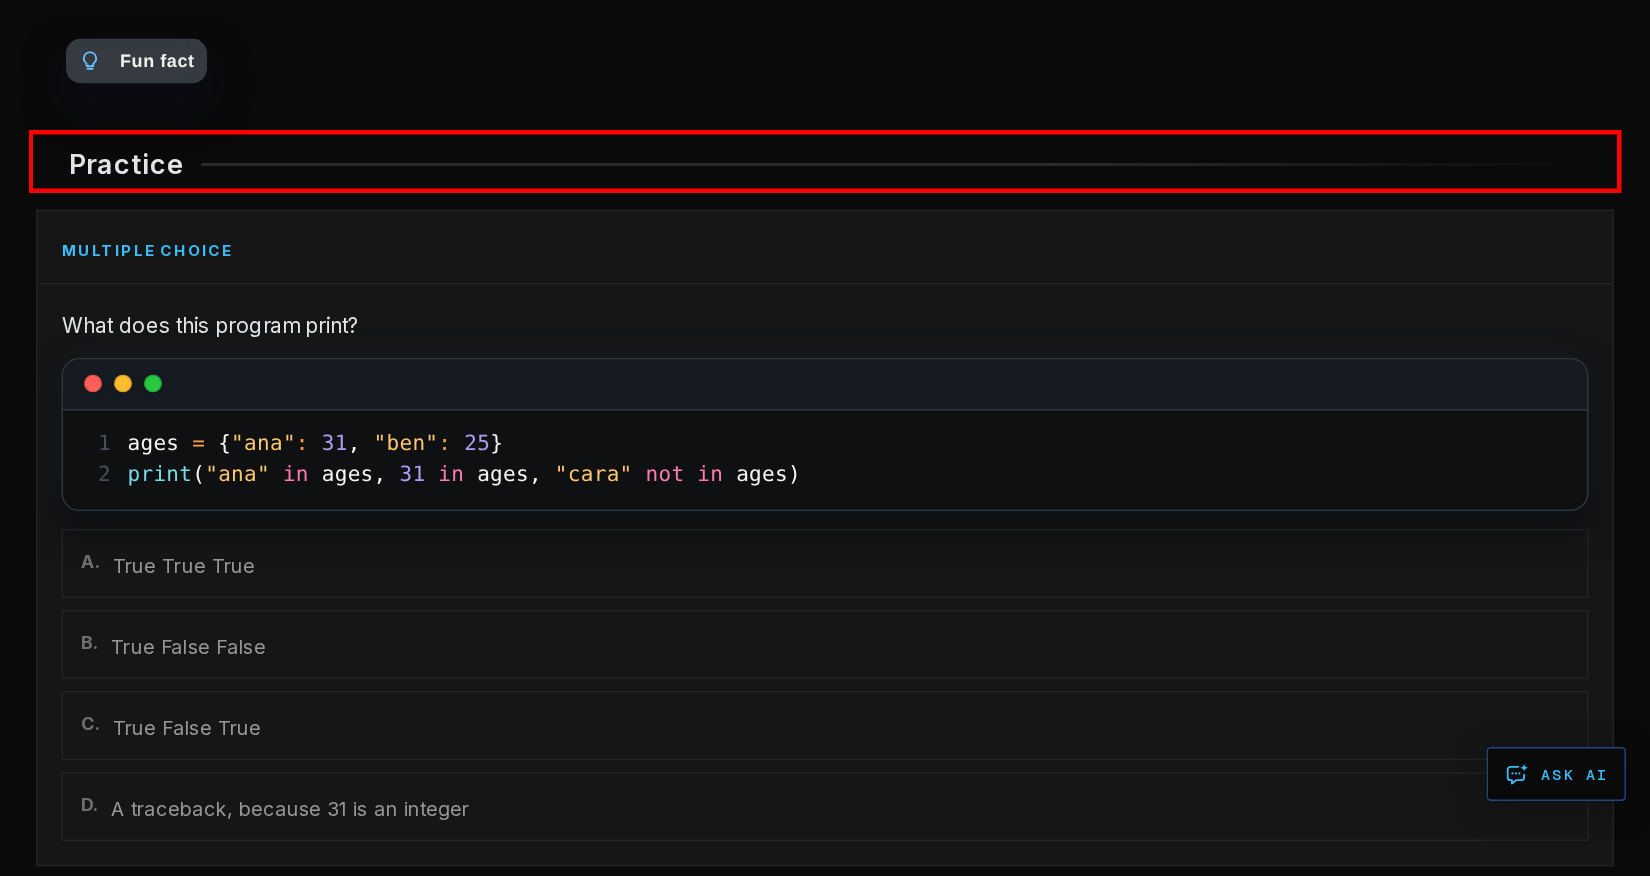 Fun fact
Practice
MULTIPLE CHOICE
What does this program print?
1 ages = {"ana": 31, "ben": 25}
2 print("ana" in ages, 31 in ages, "cara" not in ages)
A. True True True
B. True False False
C. True False True
D. A traceback, because 31 is an integer
ASK AI